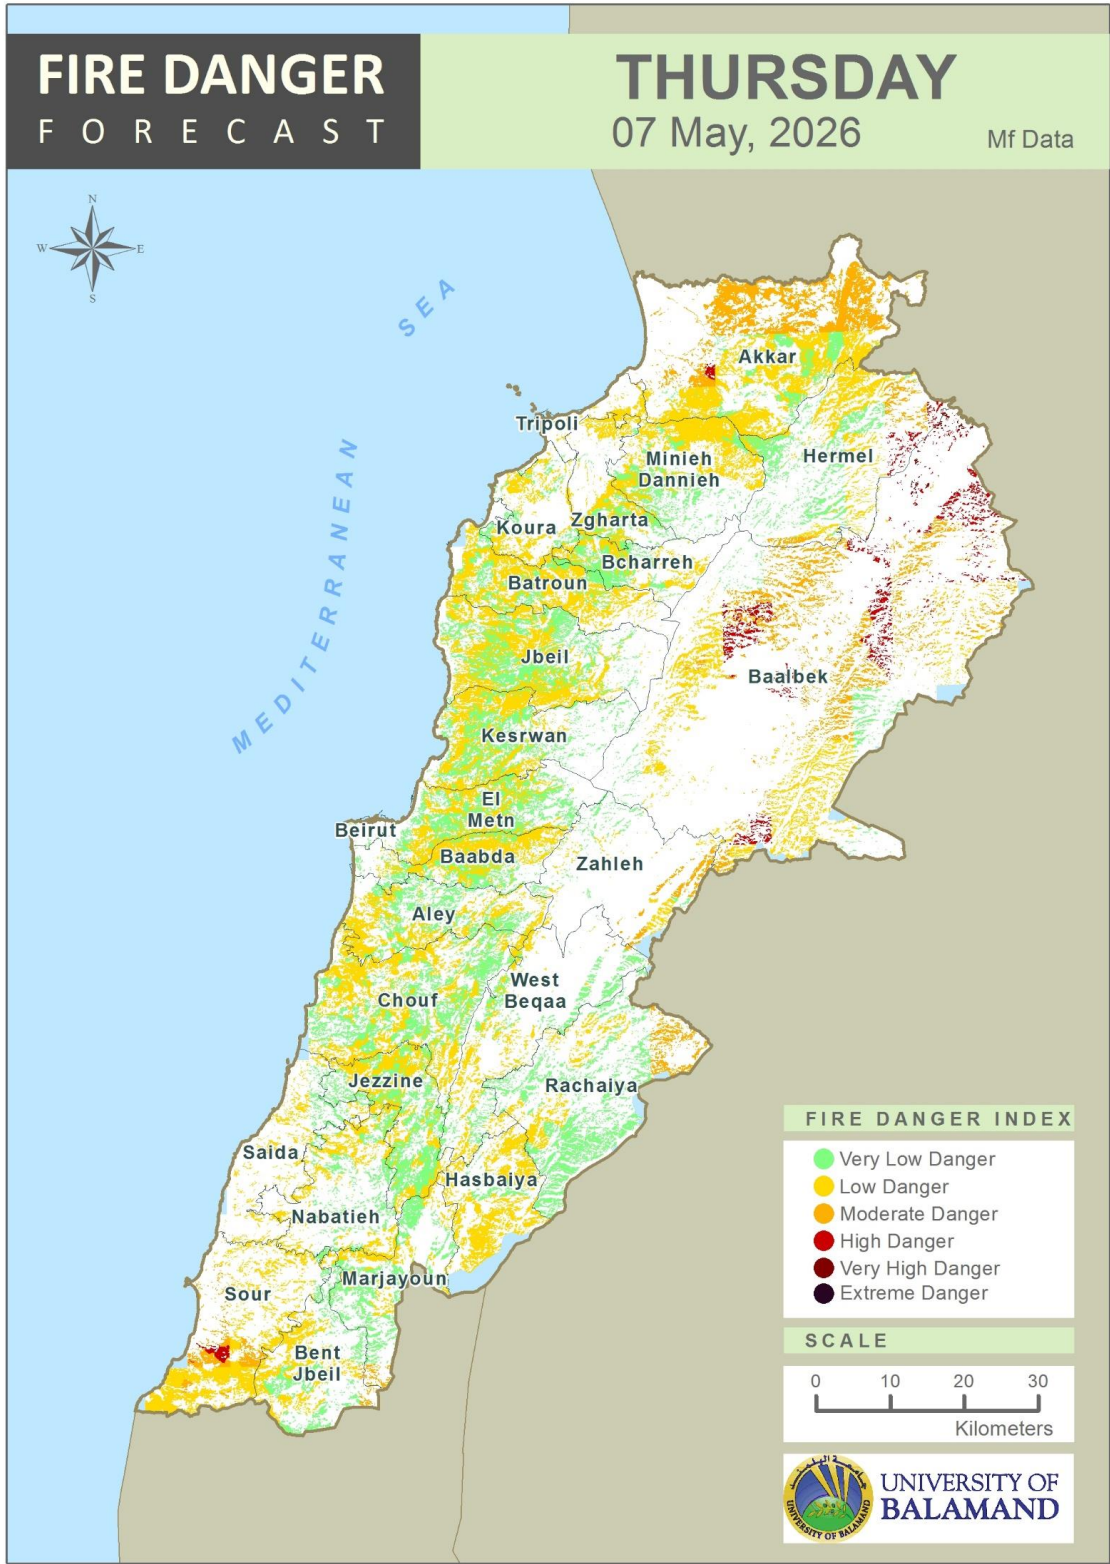 FIRE DANGER
FORECAST
THURSDAY
07 May, 2026
Mf Data
N
W
E
S
SEA
MEDITERRANEAN
Akkar
Tripoli
Minieh
Dannieh
Hermel
Koura
Zgharta
Bcharreh
Batroun
Jbeil
Baalbek
Kesrwan
El
Metn
Beirut
Baabda
Zahleh
Aley
West
Beqaa
Chouf
Jezzine
Rachaiya
Saida
Hasbaiya
Nabatieh
Marjayoun
Sour
Bent
Jbeil
FIRE DANGER INDEX
Very Low Danger
Low Danger
Moderate Danger
High Danger
Very High Danger
Extreme Danger
SCALE
0 10 20 30
Kilometers
UNIVERSITY OF
BALAMAND
UNIVERSITY OF BALAMAND